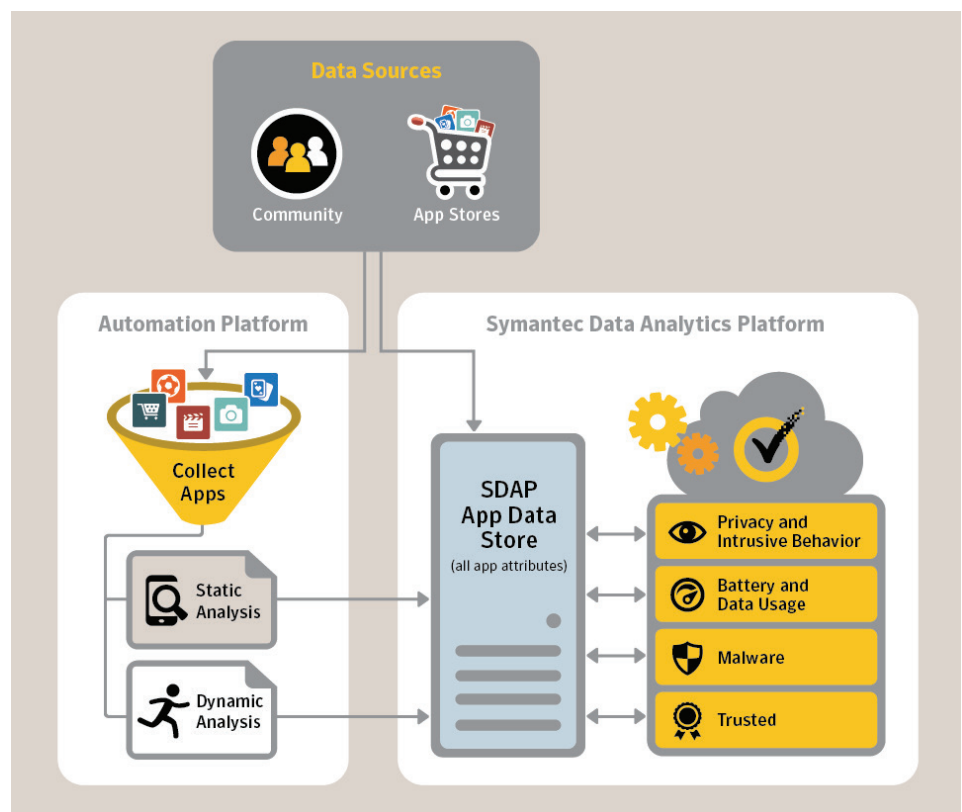 Data Sources
Community
App Stores
Automation Platform
Collect
Apps
Static
Analysis
Dynamic
Analysis
Symantec Data Analytics Platform
SDAP
App Data
Store
(all app attributes)
Privacy and
Intrusive Behavior
Battery and
Data Usage
Malware
Trusted